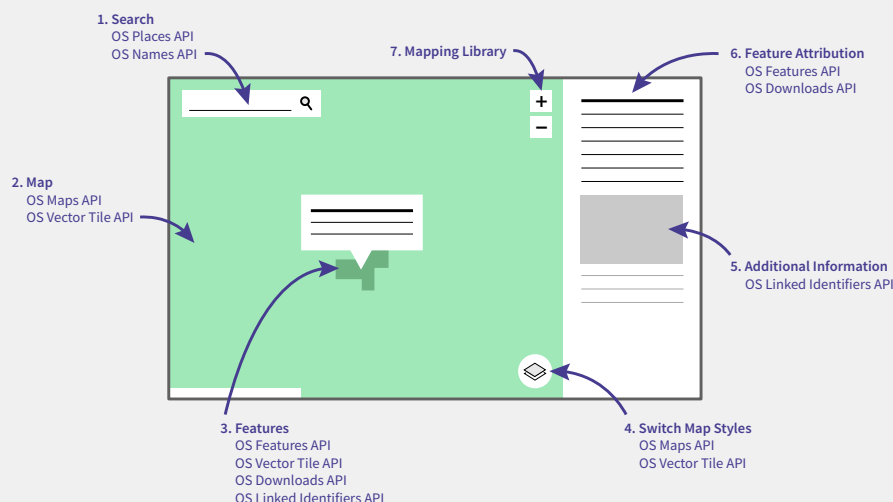 1. Search
OS Places API
OS Names API
7. Mapping Library
6. Feature Attribution
OS Features API
OS Downloads API
2. Map
OS Maps API
OS Vector Tile API
5. Additional Information
OS Linked Identifiers API
3. Features
OS Features API
OS Vector Tile API
OS Downloads API
OS Linked Identifiers API
4. Switch Map Styles
OS Maps API
OS Vector Tile API